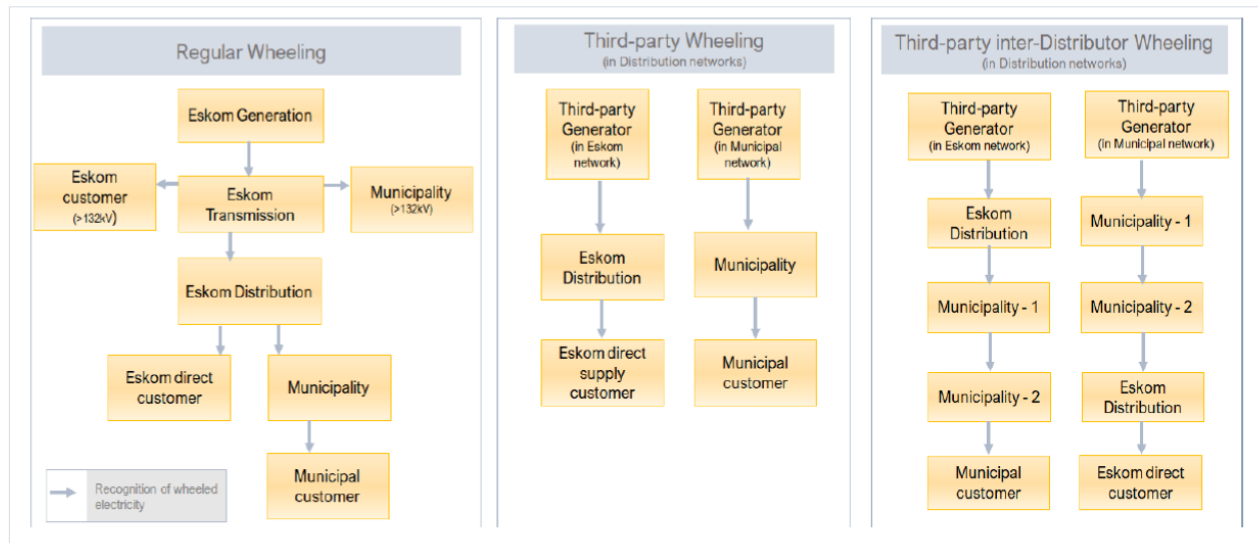 Regular Wheeling
Eskom Generation
Eskom
customer
(>132kV)
Eskom
Transmission
Municipality
(>132kV)
Eskom Distribution
Eskom direct
customer
Municipality
Municipal
customer
Recognition of wheeled
electricity
Third-party Wheeling
(in Distribution networks)
Third-party
Generator
(in Eskom
network)
Eskom
Distribution
Eskom direct
supply
customer
Third-party
Generator
(in Municipal
network)
Municipality
Municipal
customer
Third-party inter-Distributor Wheeling
(in Distribution networks)
Third-party
Generator
(in Eskom network)
Eskom
Distribution
Municipality - 1
Municipality - 2
Municipal
customer
Third-party
Generator
(in Municipal network)
Municipality - 1
Municipality - 2
Eskom
Distribution
Eskom direct
customer